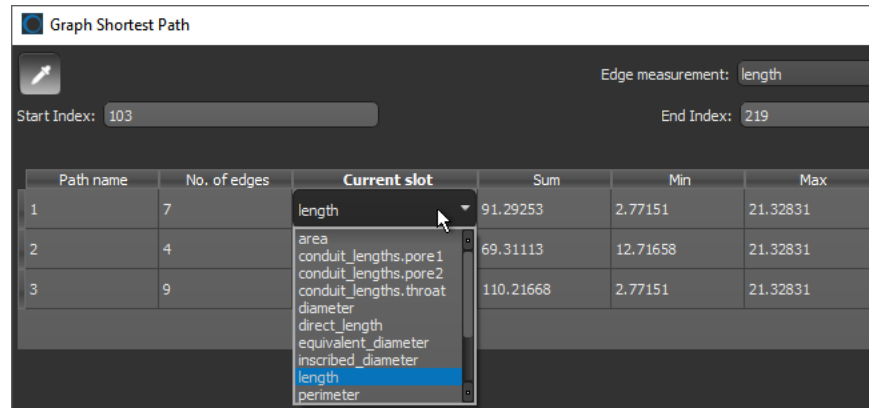 Graph Shortest Path
Edge measurement: length
Start Index: 103 End Index: 219
Path name No. of edges Current slot Sum Min Max
1 7 length 91.29253 2.77151 21.32831
2 4 69.31113 12.71658 21.32831
3 9 110.21668 2.77151 21.32831
area
conduit_lengths.pore1
conduit_lengths.pore2
conduit_lengths.throat
diameter
direct_length
equivalent_diameter
inscribed_diameter
length
perimeter